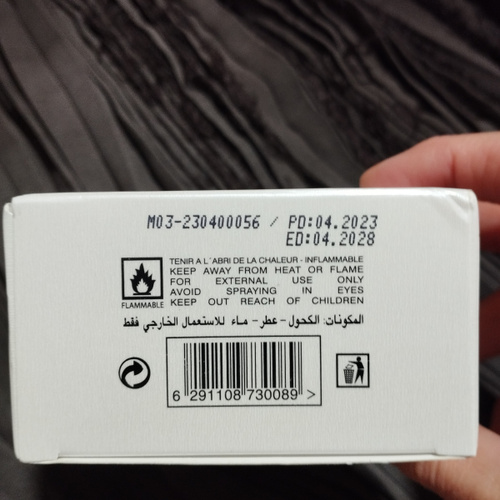 M03-230400056 / PD:04.2023
ED:04.2028
TENIR A L'ABRI DE LA CHALEUR - INFLAMMABLE
KEEP AWAY FROM HEAT OR FLAME
FOR EXTERNAL USE ONLY
AVOID SPRAYING IN EYES
KEEP OUT REACH OF CHILDREN
FLAMMABLE
المكونات: الكحول - عطر - ماء للاستعمال الخارجي فقط
6 291108 730089 >